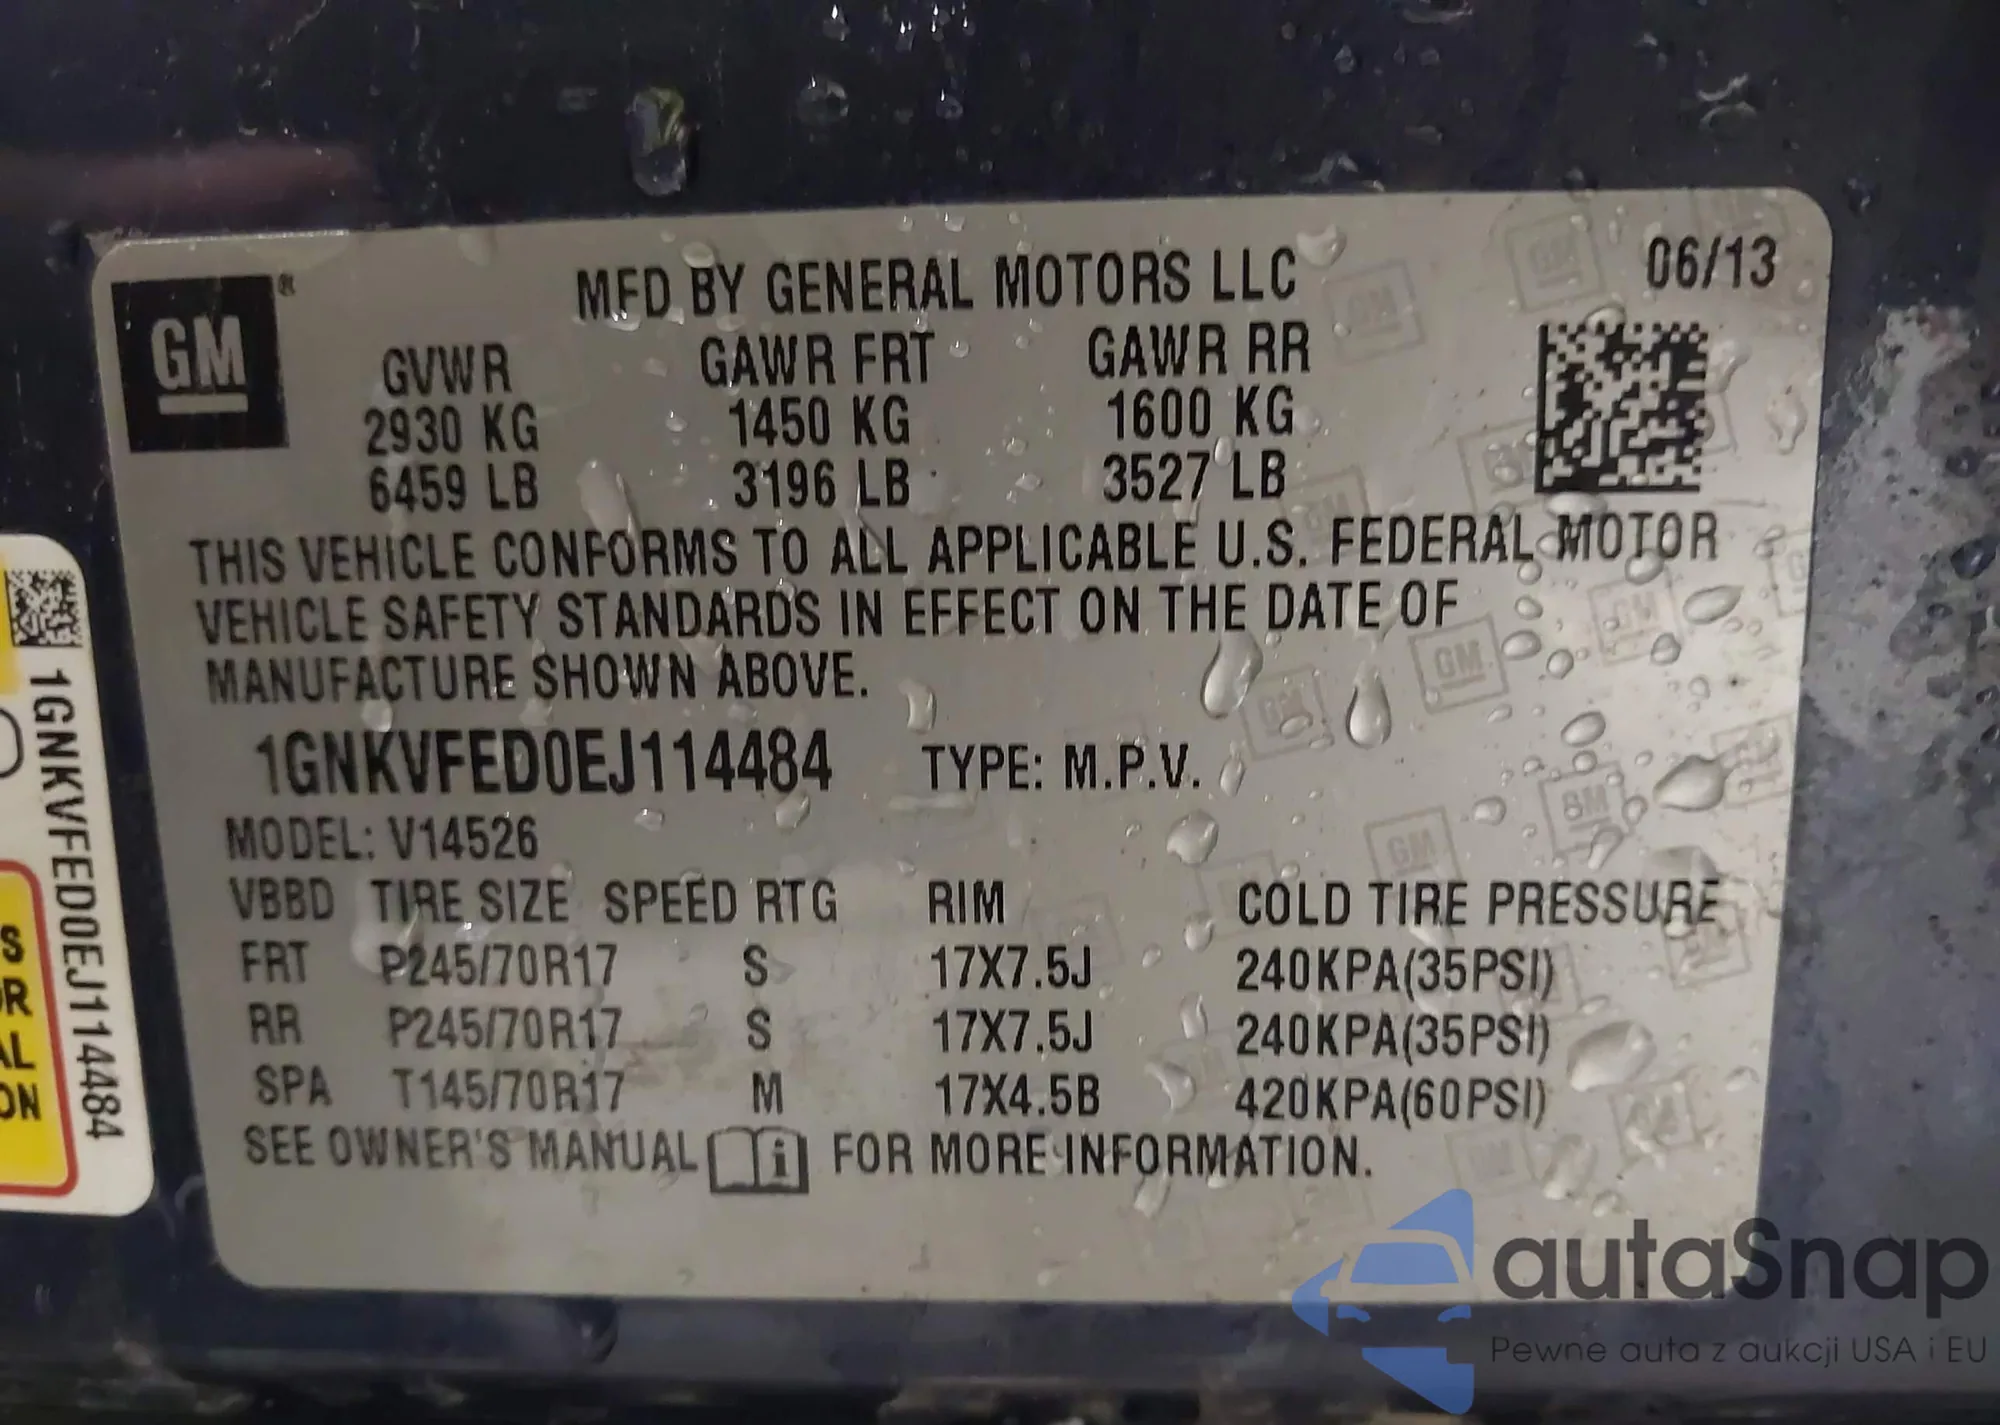 MFD BY GENERAL MOTORS LLC
06/13
GM
®
GVWR GAWR FRT GAWR RR
2930 KG 1450 KG 1600 KG
6459 LB 3196 LB 3527 LB
THIS VEHICLE CONFORMS TO ALL APPLICABLE U.S. FEDERAL MOTOR
VEHICLE SAFETY STANDARDS IN EFFECT ON THE DATE OF
MANUFACTURE SHOWN ABOVE.
1GNKVFED0EJ114484 TYPE: M.P.V.
MODEL: V14526
VBBD TIRE SIZE SPEED RTG RIM COLD TIRE PRESSURE
FRT P245/70R17 S 17X7.5J 240KPA(35PSI)
RR P245/70R17 S 17X7.5J 240KPA(35PSI)
SPA T145/70R17 M 17X4.5B 420KPA(60PSI)
SEE OWNER'S MANUAL i FOR MORE INFORMATION.
1GNKVFED0EJ114484
autaSnap
Pewne auta z aukcji USA i EU